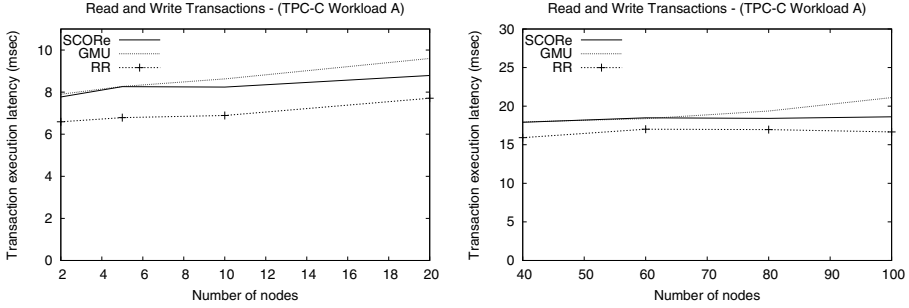 Read and Write Transactions - (TPC-C Workload A)
Transaction execution latency (msec)
10
8
6
4
2
0
SCORe
GMU
RR
2 4 6 8 10 12 14 16 18 20
Number of nodes
Read and Write Transactions - (TPC-C Workload A)
Transaction execution latency (msec)
30
25
20
15
10
5
0
SCORe
GMU
RR
40 50 60 70 80 90 100
Number of nodes